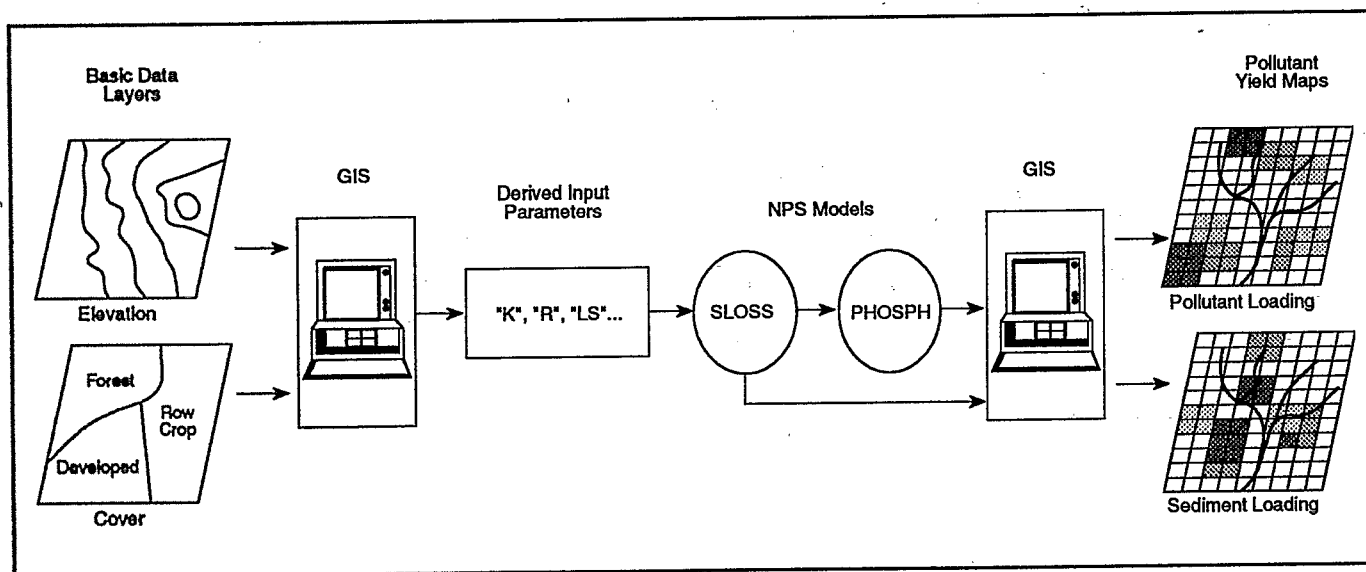 Basic Data
Layers
Elevation
Forest
Row
Crop
Developed
Cover
GIS
Derived Input
Parameters
"K", "R", "LS"...
NPS Models
SLOSS
PHOSPH
GIS
Pollutant
Yield Maps
Pollutant Loading
Sediment Loading